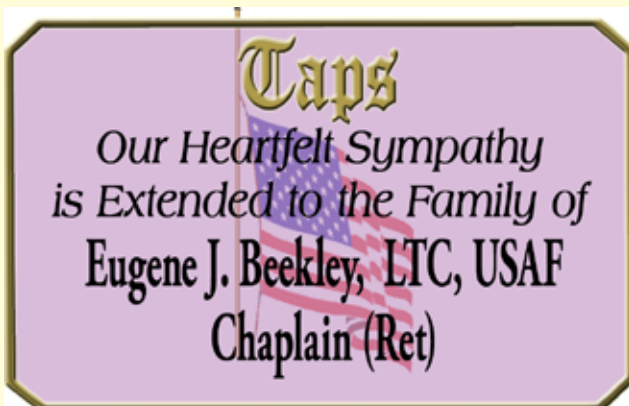 Taps
Our Heartfelt Sympathy
is Extended to the Family of
Eugene J. Beekley, LTC, USAF
Chaplain (Ret)